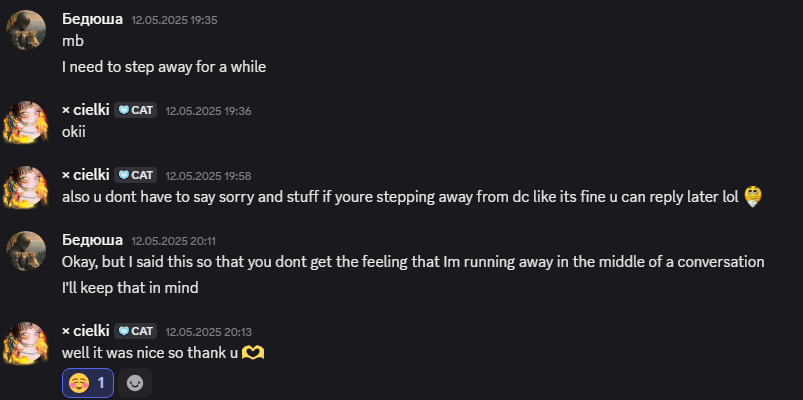 Бедюша 12.05.2025 19:35
mb
I need to step away for a while
× cielki CAT 12.05.2025 19:36
okii
× cielki CAT 12.05.2025 19:58
also u dont have to say sorry and stuff if youre stepping away from dc like its fine u can reply later lol
Бедюша 12.05.2025 20:11
Okay, but I said this so that you dont get the feeling that Im running away in the middle of a conversation
I'll keep that in mind
× cielki CAT 12.05.2025 20:13
well it was nice so thank u 🫶
☺️ 1